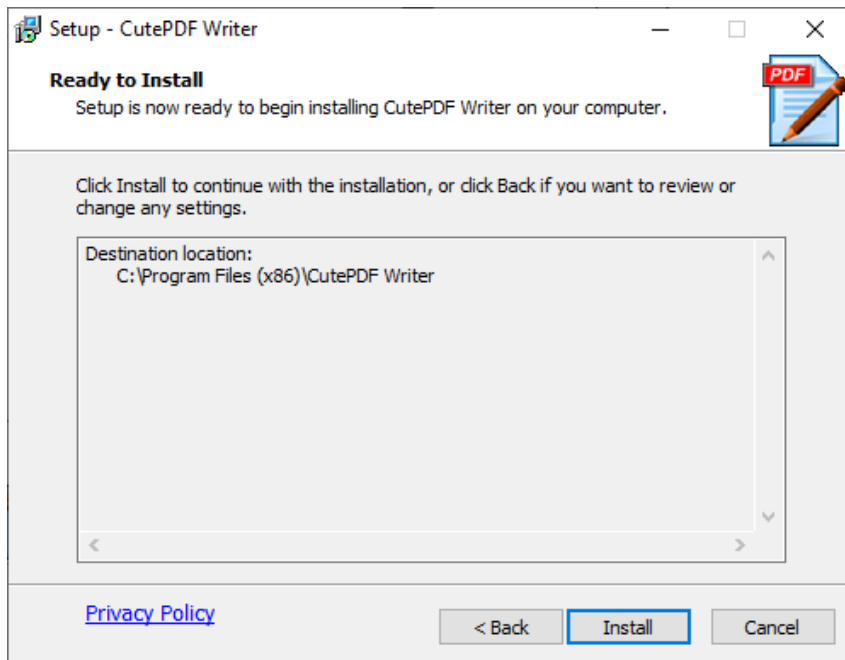 Setup - CutePDF Writer
Ready to Install
Setup is now ready to begin installing CutePDF Writer on your computer.
PDF
Click Install to continue with the installation, or click Back if you want to review or
change any settings.
Destination location:
C:\Program Files (x86)\CutePDF Writer
Privacy Policy
< Back
Install
Cancel